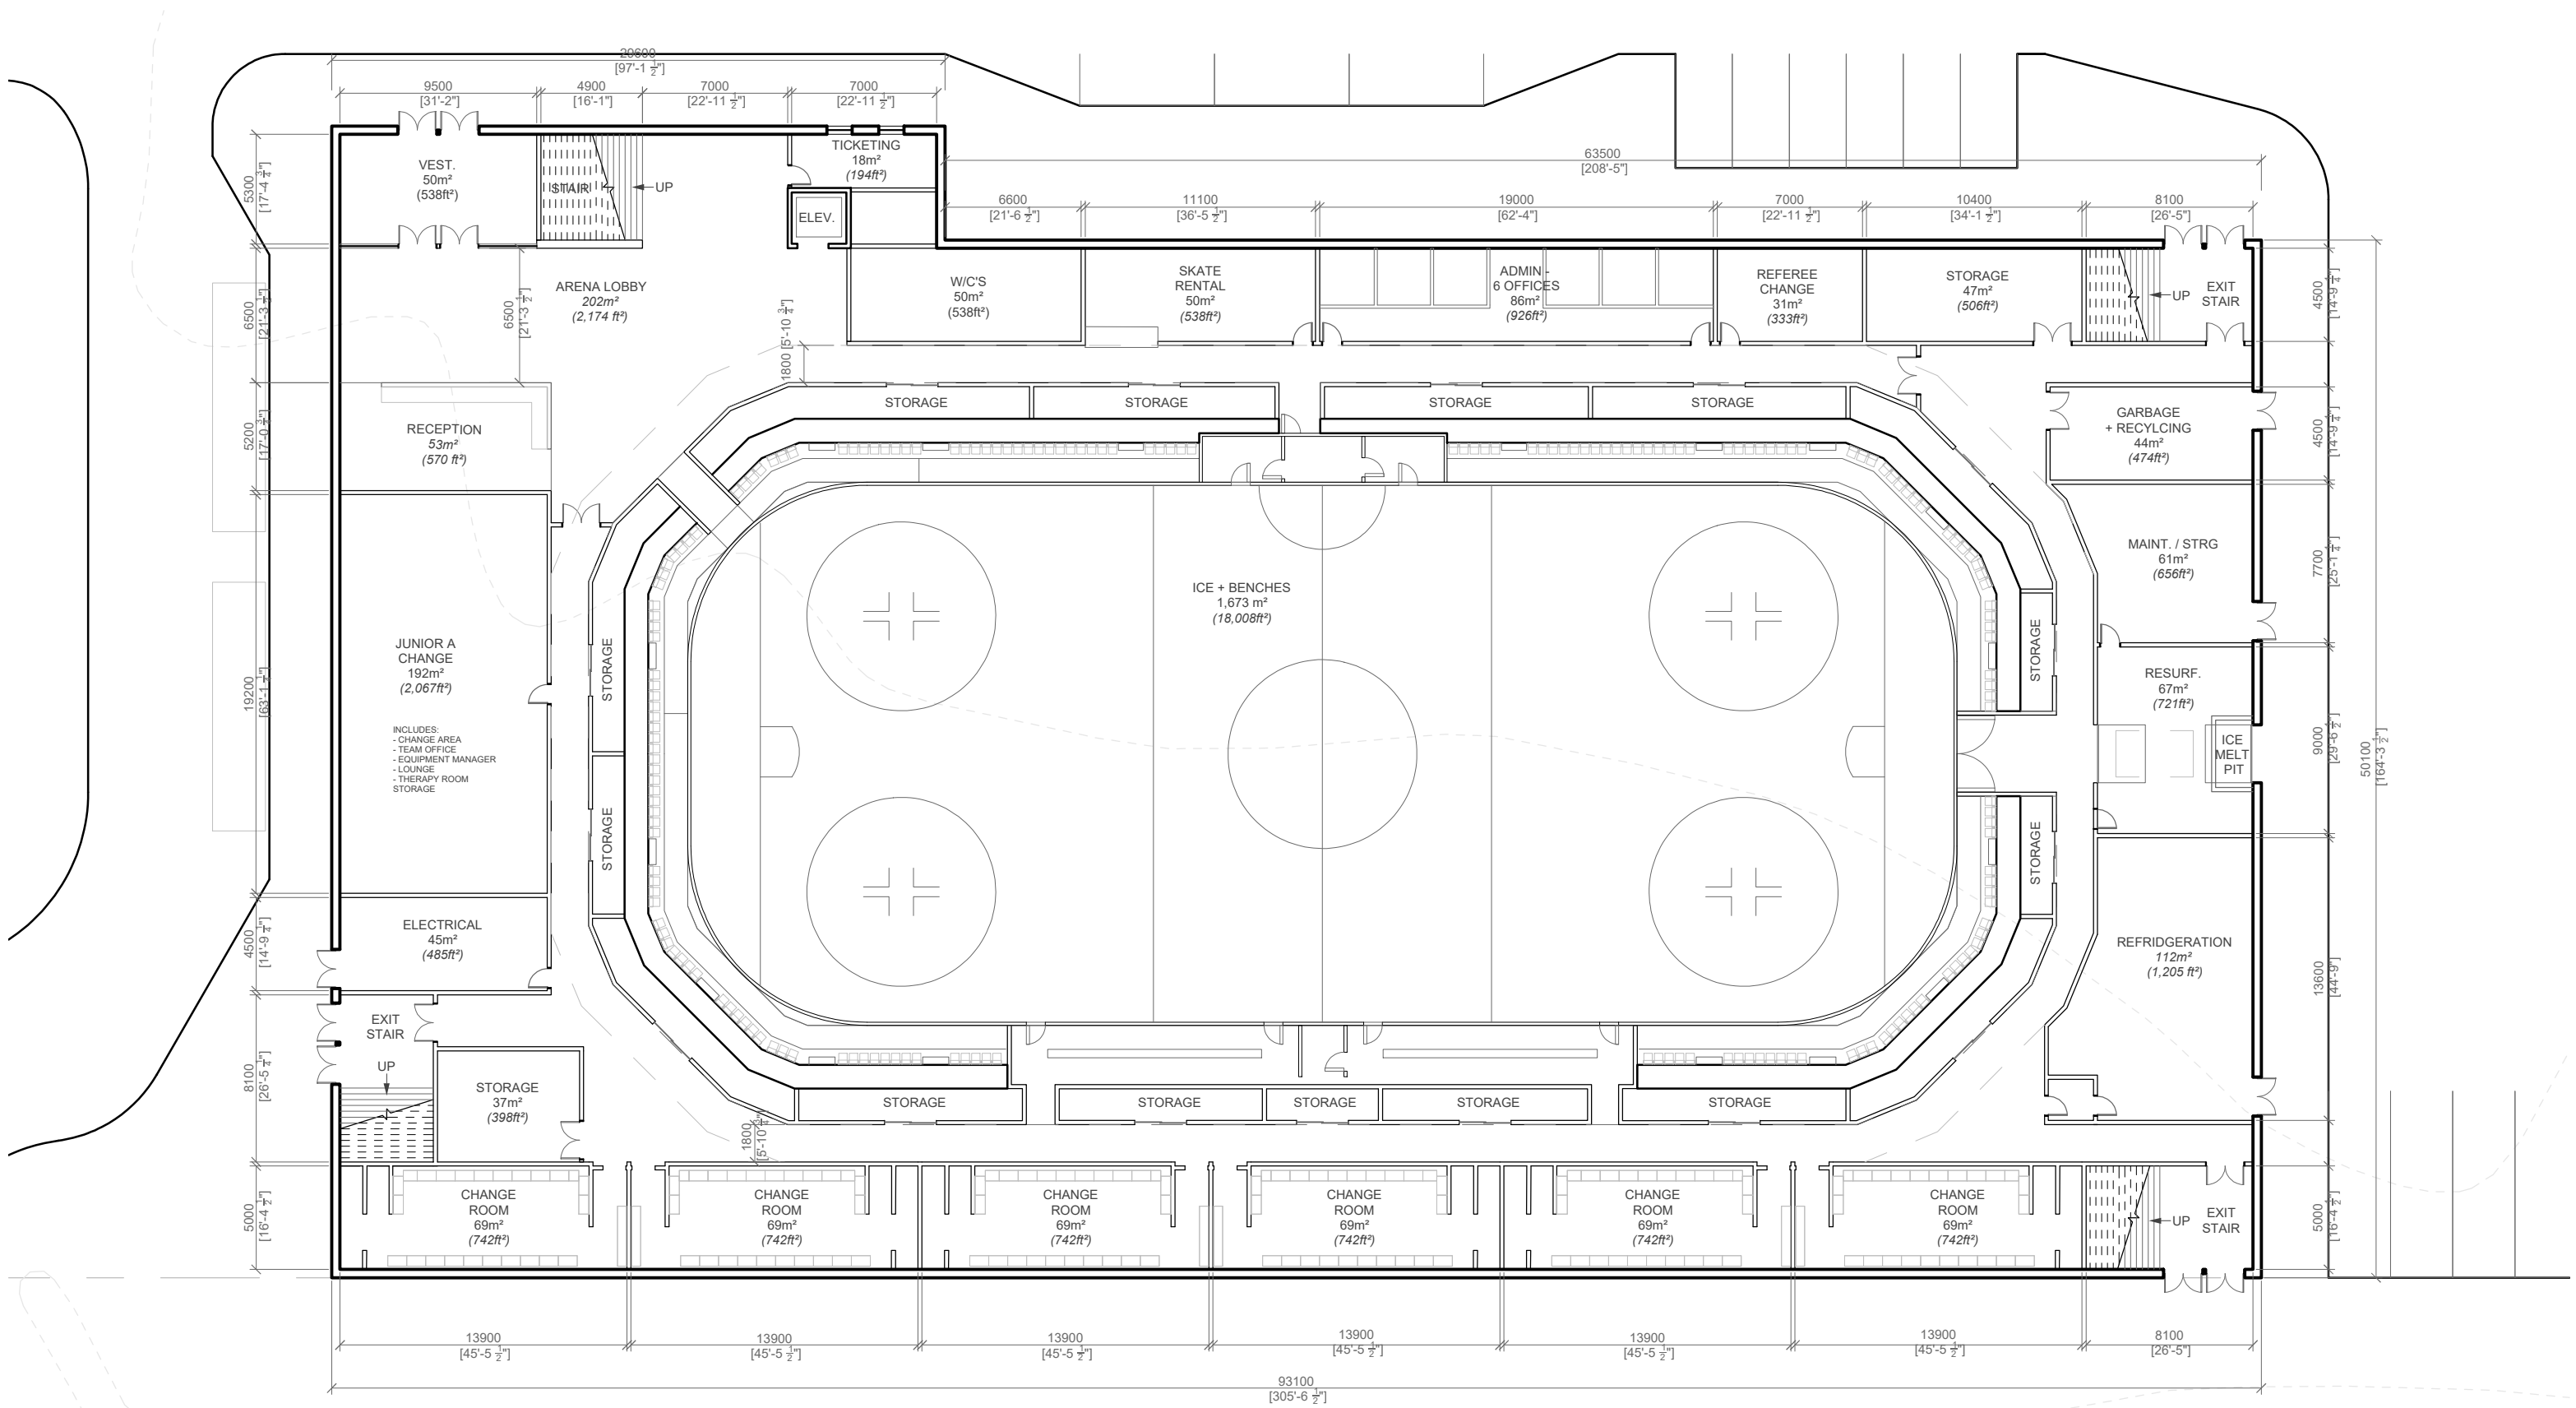 29600
[97'-1 1/2"]
9500
[31'-2"]
4900
[16'-1"]
7000
[22'-11 1/2"]
7000
[22'-11 1/2"]
63500
[208'-5"]
6600
[21'-6 1/2"]
11100
[36'-5 1/2"]
19000
[62'-4"]
7000
[22'-11 1/2"]
10400
[34'-1 1/2"]
8100
[26'-5"]
5300
[17'-4 3/4"]
VEST.
50m²
(538ft²)
STAIR
UP
TICKETING
18m²
(194ft²)
ELEV.
6500
[21'-3 1/2"]
6500
[21'-3 1/2"]
ARENA LOBBY
202m²
(2,174 ft²)
1800 [5'-10 3/4"]
W/C'S
50m²
(538ft²)
SKATE
RENTAL
50m²
(538ft²)
ADMIN -
6 OFFICES
86m²
(926ft²)
REFEREE
CHANGE
31m²
(333ft²)
STORAGE
47m²
(506ft²)
UP
EXIT
STAIR
4500
[14'-9 1/4"]
5200
[17'-0 3/4"]
RECEPTION
53m²
(570 ft²)
STORAGE
STORAGE
STORAGE
STORAGE
GARBAGE
+ RECYLCING
44m²
(474ft²)
4500
[14'-9 1/4"]
MAINT. / STRG
61m²
(656ft²)
7700
[25'-1 1/4"]
ICE + BENCHES
1,673 m²
(18,008ft²)
19200
[63'-1"]
JUNIOR A
CHANGE
192m²
(2,067ft²)
INCLUDES:
- CHANGE AREA
- TEAM OFFICE
- EQUIPMENT MANAGER
- LOUNGE
- THERAPY ROOM
STORAGE
STORAGE
STORAGE
STORAGE
STORAGE
RESURF.
67m²
(721ft²)
ICE
MELT
PIT
9000
[29'-6 1/2"]
50100
[164'-3 1/2"]
4500
[14'-9 1/4"]
ELECTRICAL
45m²
(485ft²)
REFRIDGERATION
112m²
(1,205 ft²)
13600
[44'-9"]
8100
[26'-5 1/4"]
EXIT
STAIR
UP
STORAGE
37m²
(398ft²)
STORAGE
STORAGE
STORAGE
STORAGE
STORAGE
1800
[5'-10 3/4"]
5000
[16'-4 1/2"]
CHANGE
ROOM
69m²
(742ft²)
CHANGE
ROOM
69m²
(742ft²)
CHANGE
ROOM
69m²
(742ft²)
CHANGE
ROOM
69m²
(742ft²)
CHANGE
ROOM
69m²
(742ft²)
CHANGE
ROOM
69m²
(742ft²)
UP
EXIT
STAIR
5000
[16'-4 1/2"]
13900
[45'-5 1/2"]
13900
[45'-5 1/2"]
13900
[45'-5 1/2"]
13900
[45'-5 1/2"]
13900
[45'-5 1/2"]
13900
[45'-5 1/2"]
8100
[26'-5"]
93100
[305'-6 1/2"]